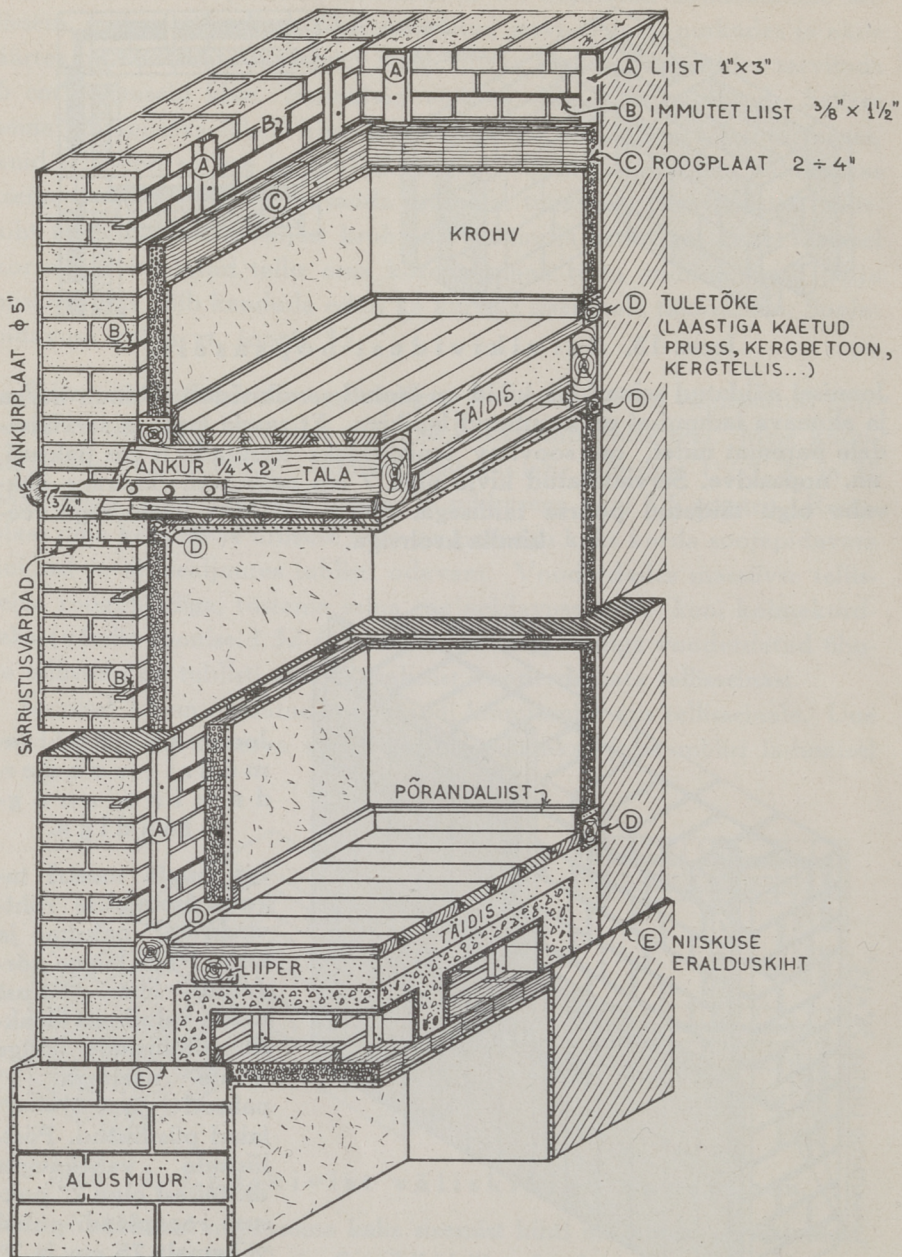 Ⓐ LIIST 1"×3"
Ⓑ IMMUTET LIIST 3/8" × 1½"
Ⓒ ROOGPLAAT 2 ÷ 4"
A
A
B
C
KROHV
Ⓓ TULETÕKE
(LAASTIGA KAETUD
PRUSS, KERGBETOON,
KERGTELLIS...)
B
D
ANKURPLAAT ϕ 5"
TÄIDIS
ANKUR ¼"×2"
TALA
3/4"
D
SARRUSTUSVARDAD
B
PÕRANDALIIST
D
A
D
TÄIDIS
Ⓔ NIISKUSE
ERALDUSKIHT
LIIPER
E
ALUSMÜÜR